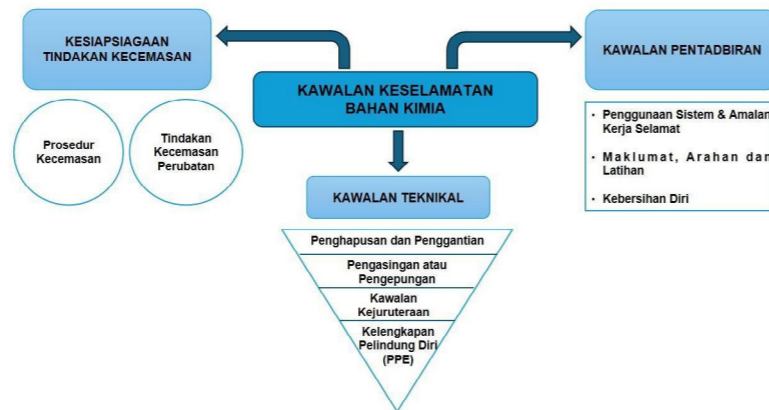 KESIAPSIAGAAN
TINDAKAN KECEMASAN
Prosedur
Kecemasan
Tindakan
Kecemasan
Perubatan
KAWALAN KESELAMATAN
BAHAN KIMIA
KAWALAN TEKNIKAL
Penghapusan dan Penggantian
Pengasingan atau
Pengepungan
Kawalan
Kejuruteraan
Kelengkapan
Pelindung Diri
(PPE)
KAWALAN PENTADBIRAN
• Penggunaan Sistem & Amalan
Kerja Selamat
• Maklumat, Arahan dan
Latihan
• Kebersihan Diri